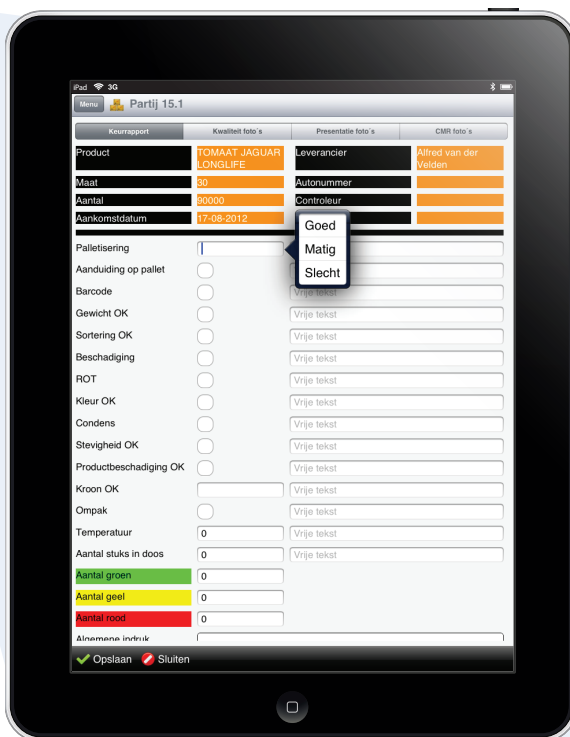 iPad 3G
Menu Partij 15.1
Keurrapport Kwaliteit foto´s Presentatie foto´s CMR foto´s
Product TOMAAT JAGUAR LONGLIFE Leverancier Alfred van der Velden
Maat 30 Autonummer
Aantal 90000 Controleur
Aankomstdatum 17-08-2012
Goed
Matig
Slecht
Palletisering
Aanduiding op pallet
Barcode Vrije tekst
Gewicht OK Vrije tekst
Sortering OK Vrije tekst
Beschadiging Vrije tekst
ROT Vrije tekst
Kleur OK Vrije tekst
Condens Vrije tekst
Stevigheid OK Vrije tekst
Productbeschadiging OK Vrije tekst
Kroon OK Vrije tekst
Ompak Vrije tekst
Temperatuur 0 Vrije tekst
Aantal stuks in doos 0 Vrije tekst
Aantal groen 0
Aantal geel 0
Aantal rood 0
Algemene indruk
Opslaan Sluiten